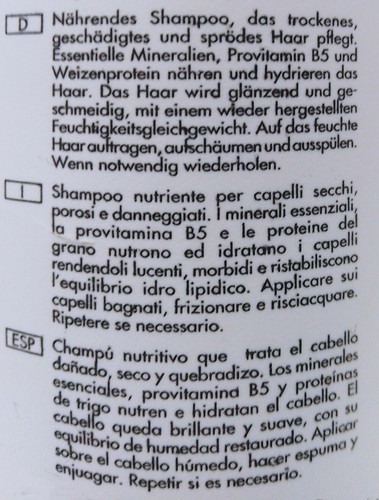 D Nährendes Shampoo, das trockenes,
geschädigtes und sprödes Haar pflegt.
Essentielle Mineralien, Provitamin B5 und
Weizenprotein nähren und hydrieren das
Haar. Das Haar wird glänzend und ge-
schmeidig, mit einem wieder hergestellten
Feuchtigkeitsgleichgewicht. Auf das feuchte
Haar auftragen, aufschäumen und ausspülen.
Wenn notwendig wiederholen.
I Shampoo nutriente per capelli secchi,
porosi e danneggiati. I minerali essenziali,
la provitamina B5 e le proteine del
grano nutrono ed idratano i capelli
rendendoli lucenti, morbidi e ristabiliscono
l'equilibrio idro lipidico. Applicare sui
capelli bagnati, frizionare e risciacquare.
Ripetere se necessario.
ESP Champú nutritivo que trata el cabello
dañado, seco y quebradizo. Los minerales
esenciales, provitamina B5 y proteínas
de trigo nutren e hidratan el cabello. El
cabello queda brillante y suave, con su
equilibrio de humedad restaurado. Aplicar
sobre el cabello húmedo, hacer espuma y
enjuagar. Repetir si es necesario.